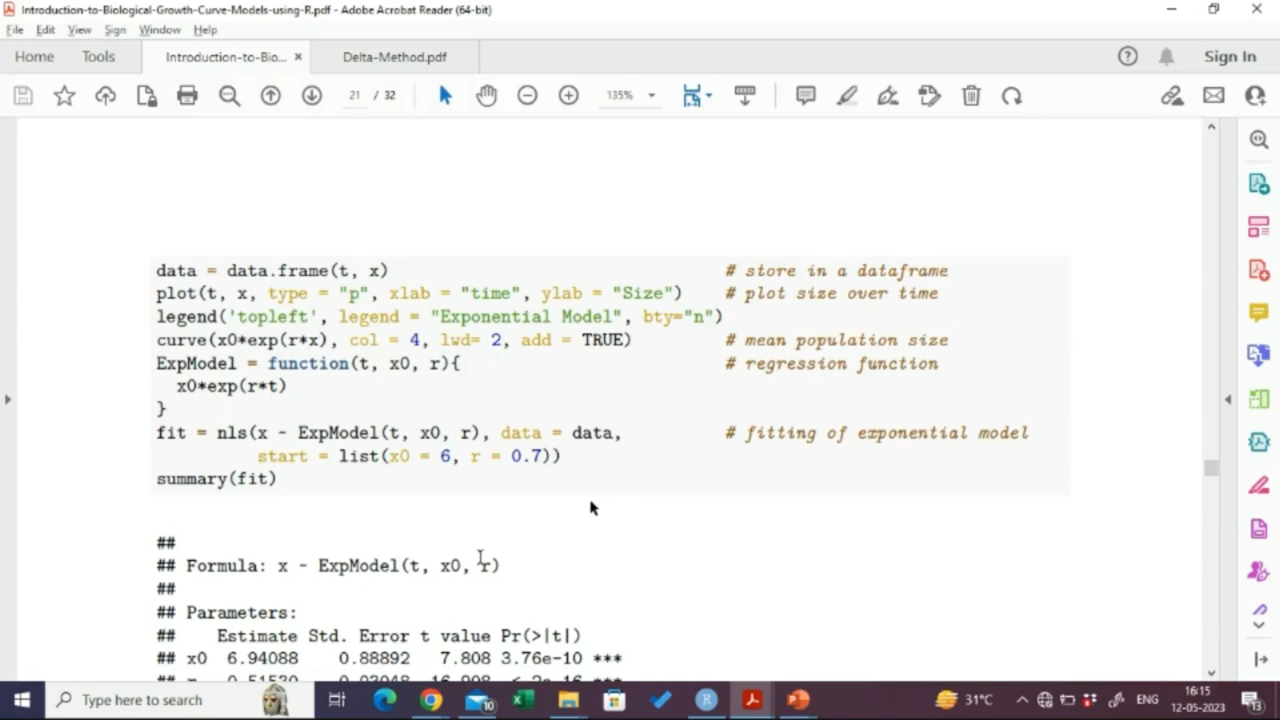 Introduction-to-Biological-Growth-Curve-Models-using-R.pdf - Adobe Acrobat Reader (64-bit)
File Edit View Sign Window Help
Home Tools Introduction-to-Bio... × Delta-Method.pdf Sign In
21 / 32 135%
data = data.frame(t, x) # store in a dataframe
plot(t, x, type = "p", xlab = "time", ylab = "Size") # plot size over time
legend('topleft', legend = "Exponential Model", bty="n")
curve(x0*exp(r*x), col = 4, lwd= 2, add = TRUE) # mean population size
ExpModel = function(t, x0, r){ # regression function
x0*exp(r*t)
}
fit = nls(x ~ ExpModel(t, x0, r), data = data, # fitting of exponential model
start = list(x0 = 6, r = 0.7))
summary(fit)
##
## Formula: x ~ ExpModel(t, x0, r)
##
## Parameters:
## Estimate Std. Error t value Pr(>|t|)
## x0 6.94088 0.88892 7.808 3.76e-10 ***
Type here to search 10 31°C ENG 16:15
12-05-2023 13